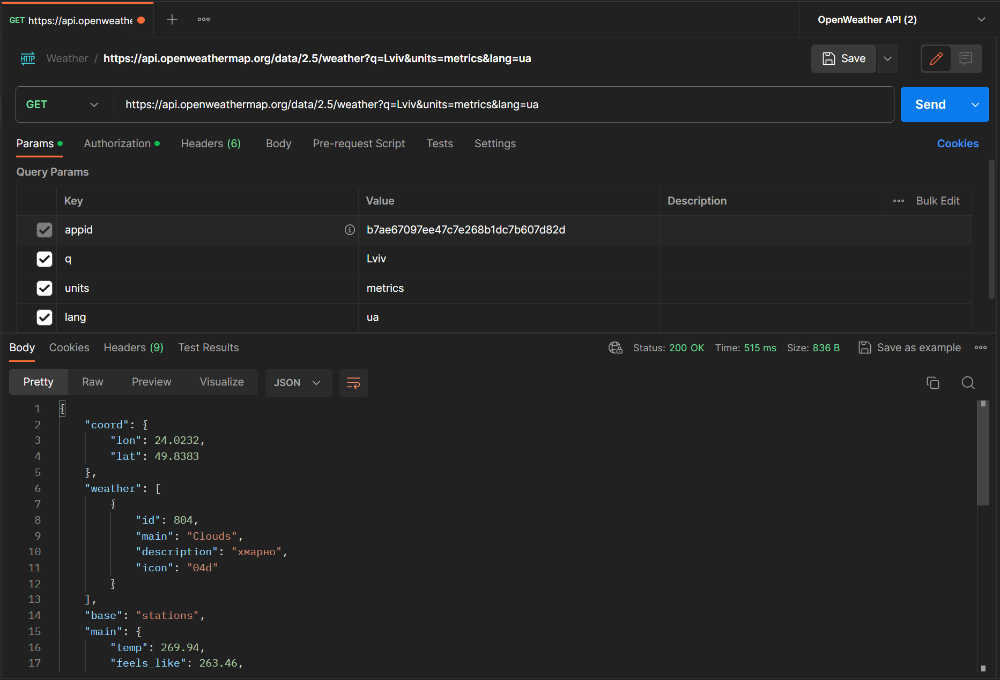 GET https://api.openweathe
OpenWeather API (2)
HTTP Weather / https://api.openweathermap.org/data/2.5/weather?q=Lviv&units=metrics&lang=ua
Save
GET https://api.openweathermap.org/data/2.5/weather?q=Lviv&units=metrics&lang=ua
Send
Params Authorization Headers (6) Body Pre-request Script Tests Settings
Cookies
Query Params
Key Value Description Bulk Edit
appid b7ae67097ee47c7e268b1dc7b607d82d
q Lviv
units metrics
lang ua
Body Cookies Headers (9) Test Results
Status: 200 OK Time: 515 ms Size: 836 B Save as example
Pretty Raw Preview Visualize JSON
1 {
2 "coord": {
3 "lon": 24.0232,
4 "lat": 49.8383
5 },
6 "weather": [
7 {
8 "id": 804,
9 "main": "Clouds",
10 "description": "хмарно",
11 "icon": "04d"
12 }
13 ],
14 "base": "stations",
15 "main": {
16 "temp": 269.94,
17 "feels_like": 263.46,